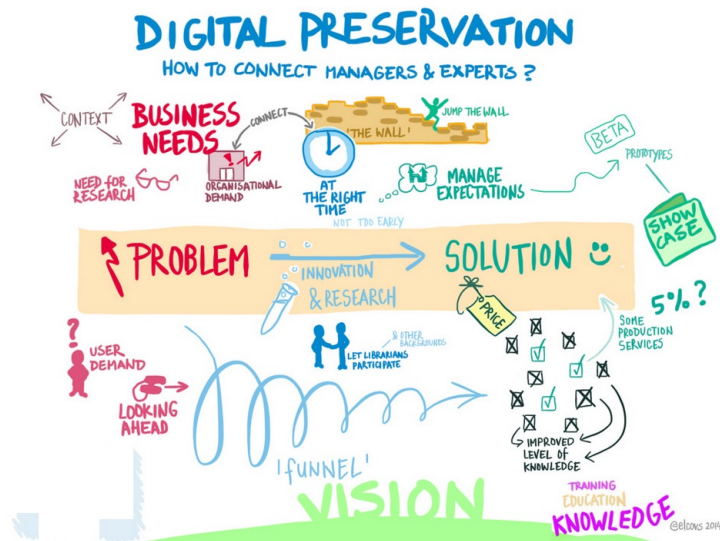 DIGITAL PRESERVATION
HOW TO CONNECT MANAGERS & EXPERTS?
CONTEXT
BUSINESS
NEEDS
CONNECT
'THE WALL'
JUMP THE WALL
BETA
PROTOTYPES
NEED FOR
RESEARCH
ORGANISATIONAL
DEMAND
AT
THE RIGHT
TIME
NOT TOO EARLY
MANAGE
EXPECTATIONS
SHOW
CASE
PROBLEM
INNOVATION
& RESEARCH
SOLUTION
PRICE
5%?
SOME
PRODUCTION
SERVICES
?
USER
DEMAND
& OTHER
BACKGROUNDS
LET LIBRARIANS
PARTICIPATE
LOOKING
AHEAD
'FUNNEL'
IMPROVED
LEVEL OF
KNOWLEDGE
VISION
TRAINING
EDUCATION
KNOWLEDGE
@elcows 2014